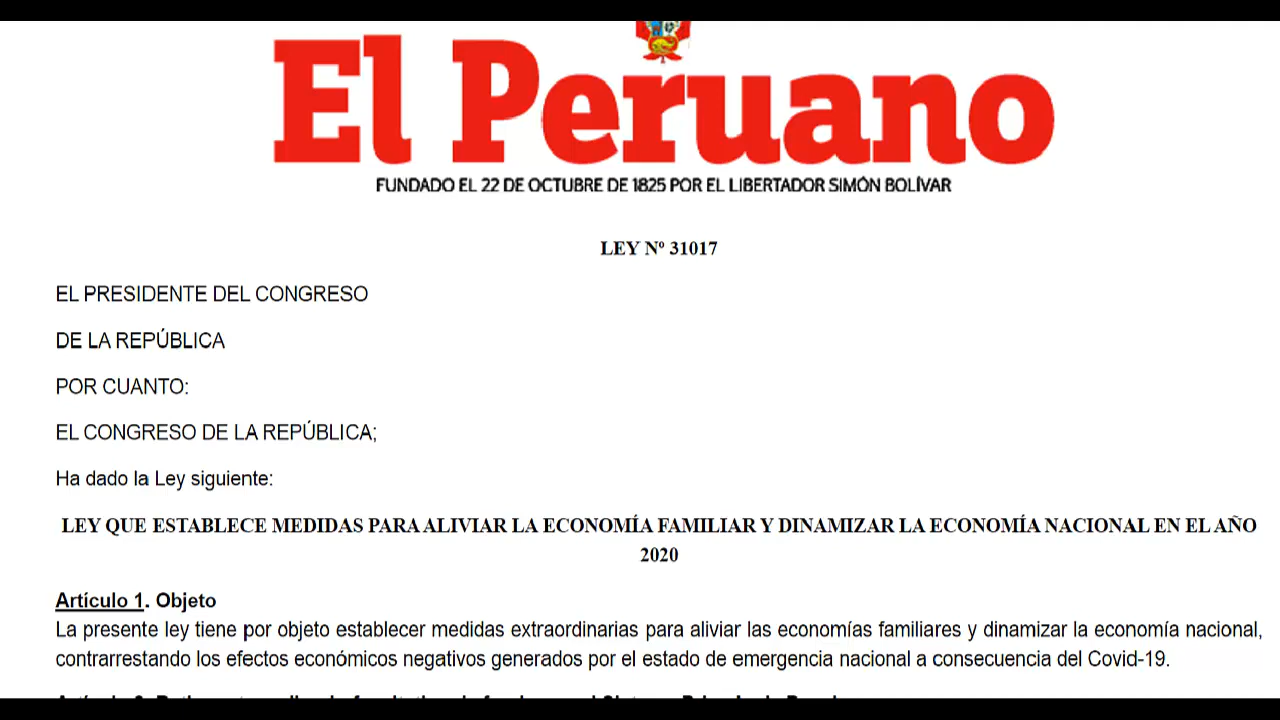 El Peruano
FUNDADO EL 22 DE OCTUBRE DE 1825 POR EL LIBERTADOR SIMÓN BOLÍVAR
LEY Nº 31017
EL PRESIDENTE DEL CONGRESO
DE LA REPÚBLICA
POR CUANTO:
EL CONGRESO DE LA REPÚBLICA;
Ha dado la Ley siguiente:
LEY QUE ESTABLECE MEDIDAS PARA ALIVIAR LA ECONOMÍA FAMILIAR Y DINAMIZAR LA ECONOMÍA NACIONAL EN EL AÑO
2020
Artículo 1. Objeto
La presente ley tiene por objeto establecer medidas extraordinarias para aliviar las economías familiares y dinamizar la economía nacional,
contrarrestando los efectos económicos negativos generados por el estado de emergencia nacional a consecuencia del Covid-19.